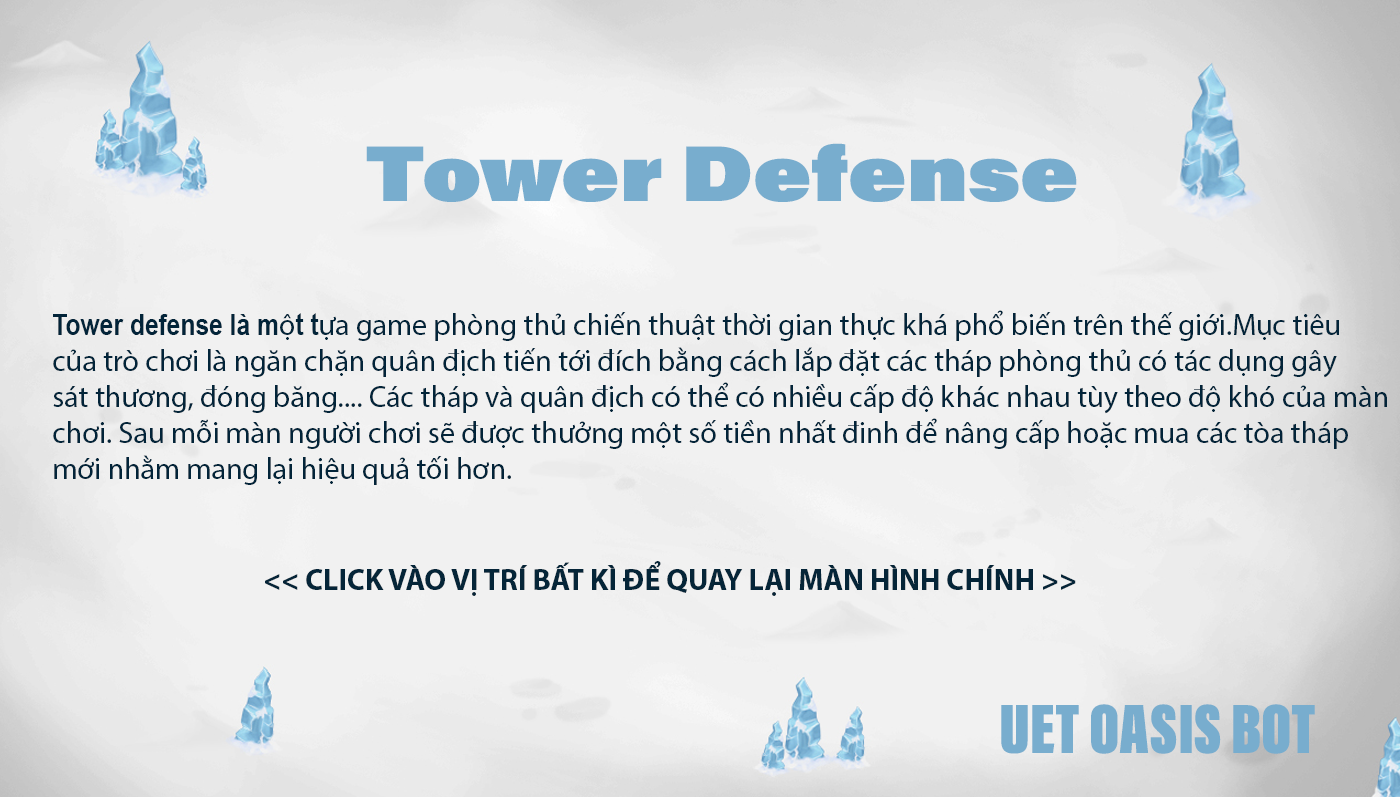 Tower Defense
Tower defense là một tựa game phòng thủ chiến thuật thời gian thực khá phổ biến trên thế giới.Mục tiêu
của trò chơi là ngăn chặn quân địch tiến tới đích bằng cách lắp đặt các tháp phòng thủ có tác dụng gây
sát thương, đóng băng.... Các tháp và quân địch có thể có nhiều cấp độ khác nhau tùy theo độ khó của màn
chơi. Sau mỗi màn người chơi sẽ được thưởng một số tiền nhất đinh để nâng cấp hoặc mua các tòa tháp
mới nhằm mang lại hiệu quả tối hơn.
<< CLICK VÀO VỊ TRÍ BẤT KÌ ĐỂ QUAY LẠI MÀN HÌNH CHÍNH >>
UET OASIS BOT